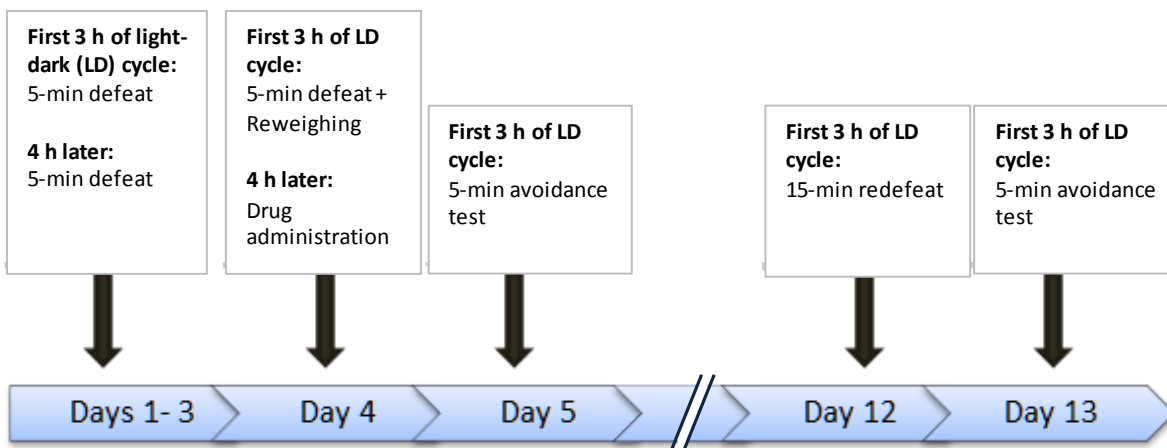 First 3 h of light-
dark (LD) cycle:
5-min defeat
4 h later:
5-min defeat
First 3 h of LD
cycle:
5-min defeat +
Reweighing
4 h later:
Drug
administration
First 3 h of LD
cycle:
5-min avoidance
test
First 3 h of LD
cycle:
15-min redefeat
First 3 h of LD
cycle:
5-min avoidance
test
Days 1- 3
Day 4
Day 5
Day 12
Day 13